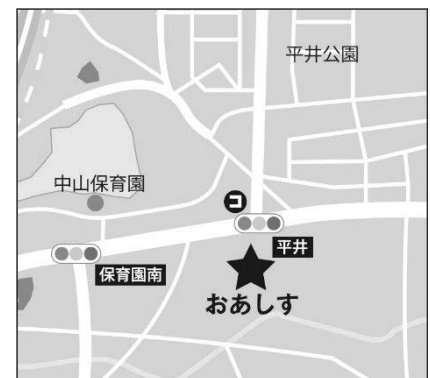 平井公園
中山保育園
コ
平井
保育園南
おあしす